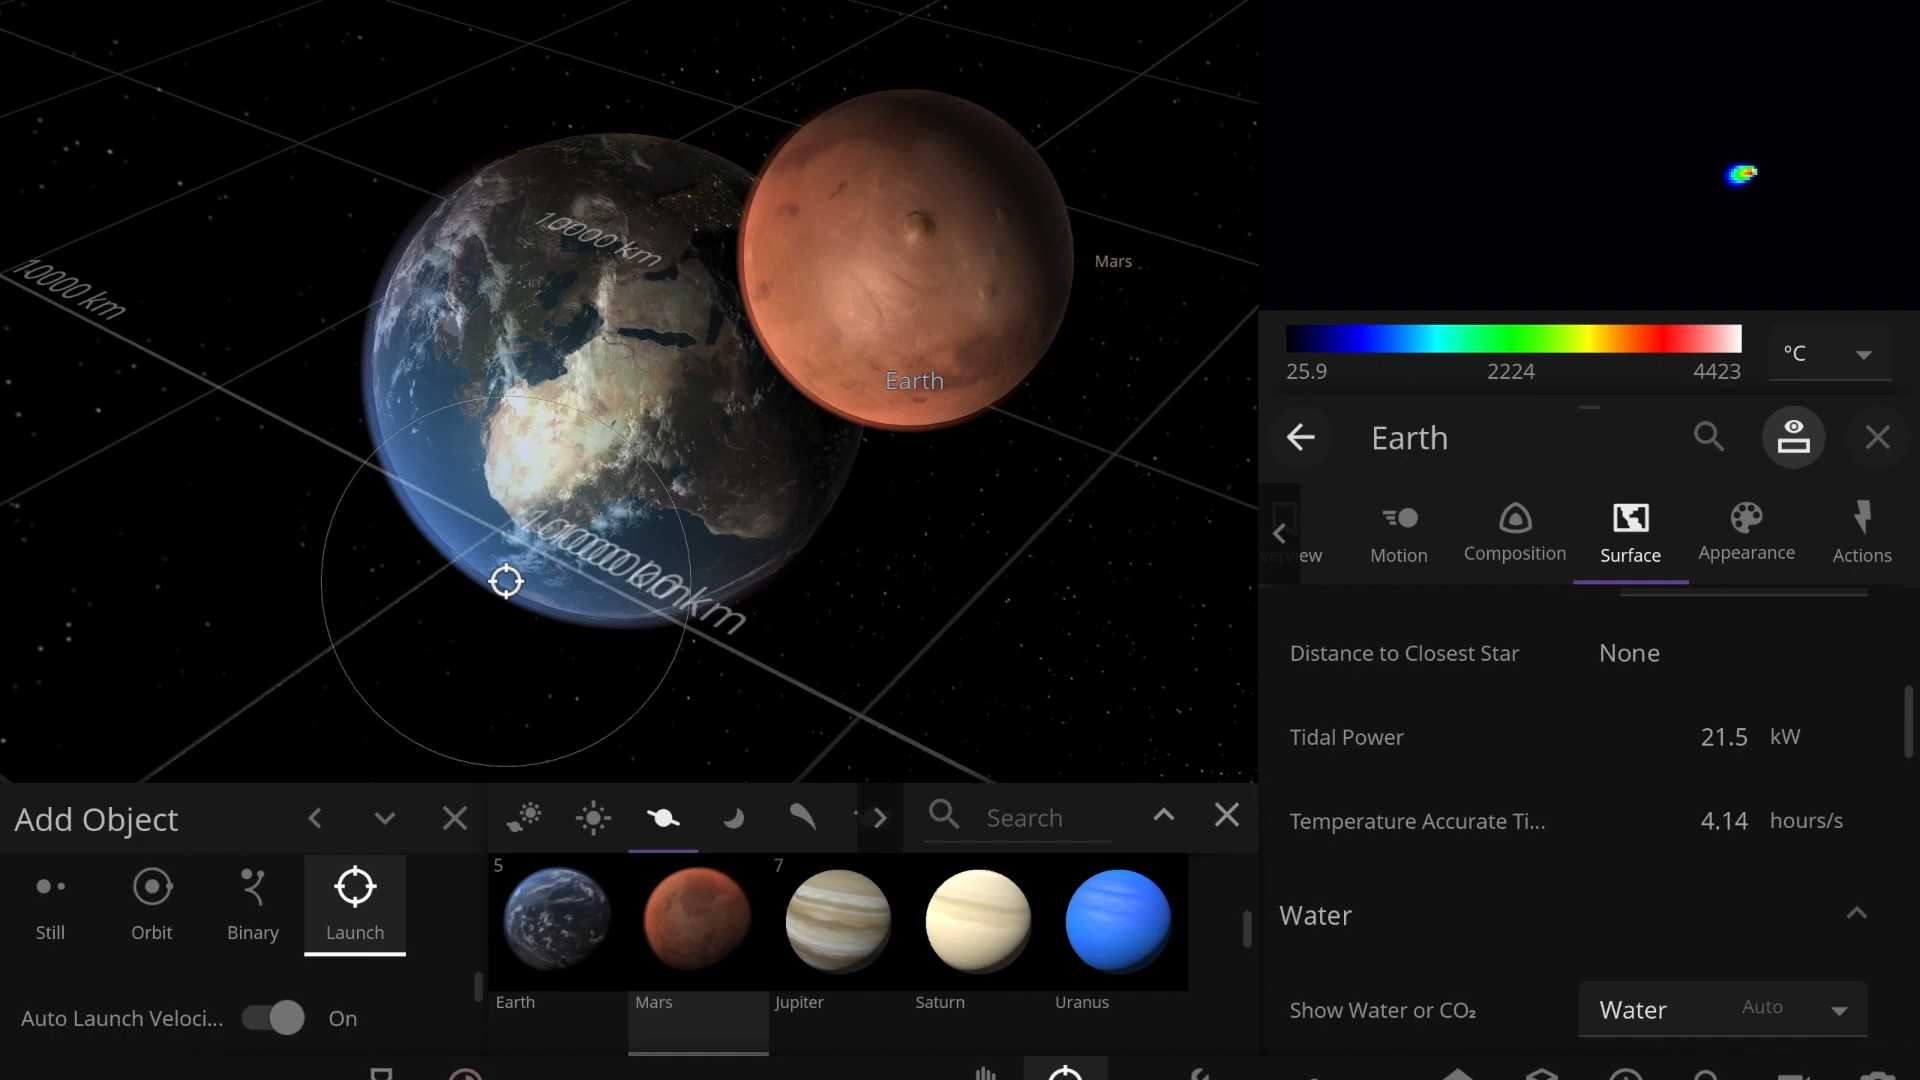 10000 km
10000 km
Mars
Earth
25.9
2224
4423
°C
Earth
Motion
Composition
Surface
Appearance
Actions
Distance to Closest Star
None
Tidal Power
21.5 kW
Temperature Accurate Ti...
4.14 hours/s
Water
Show Water or CO₂
Water Auto
Add Object
Search
Still
Orbit
Binary
Launch
Auto Launch Veloci...
On
5
7
Earth
Mars
Jupiter
Saturn
Uranus